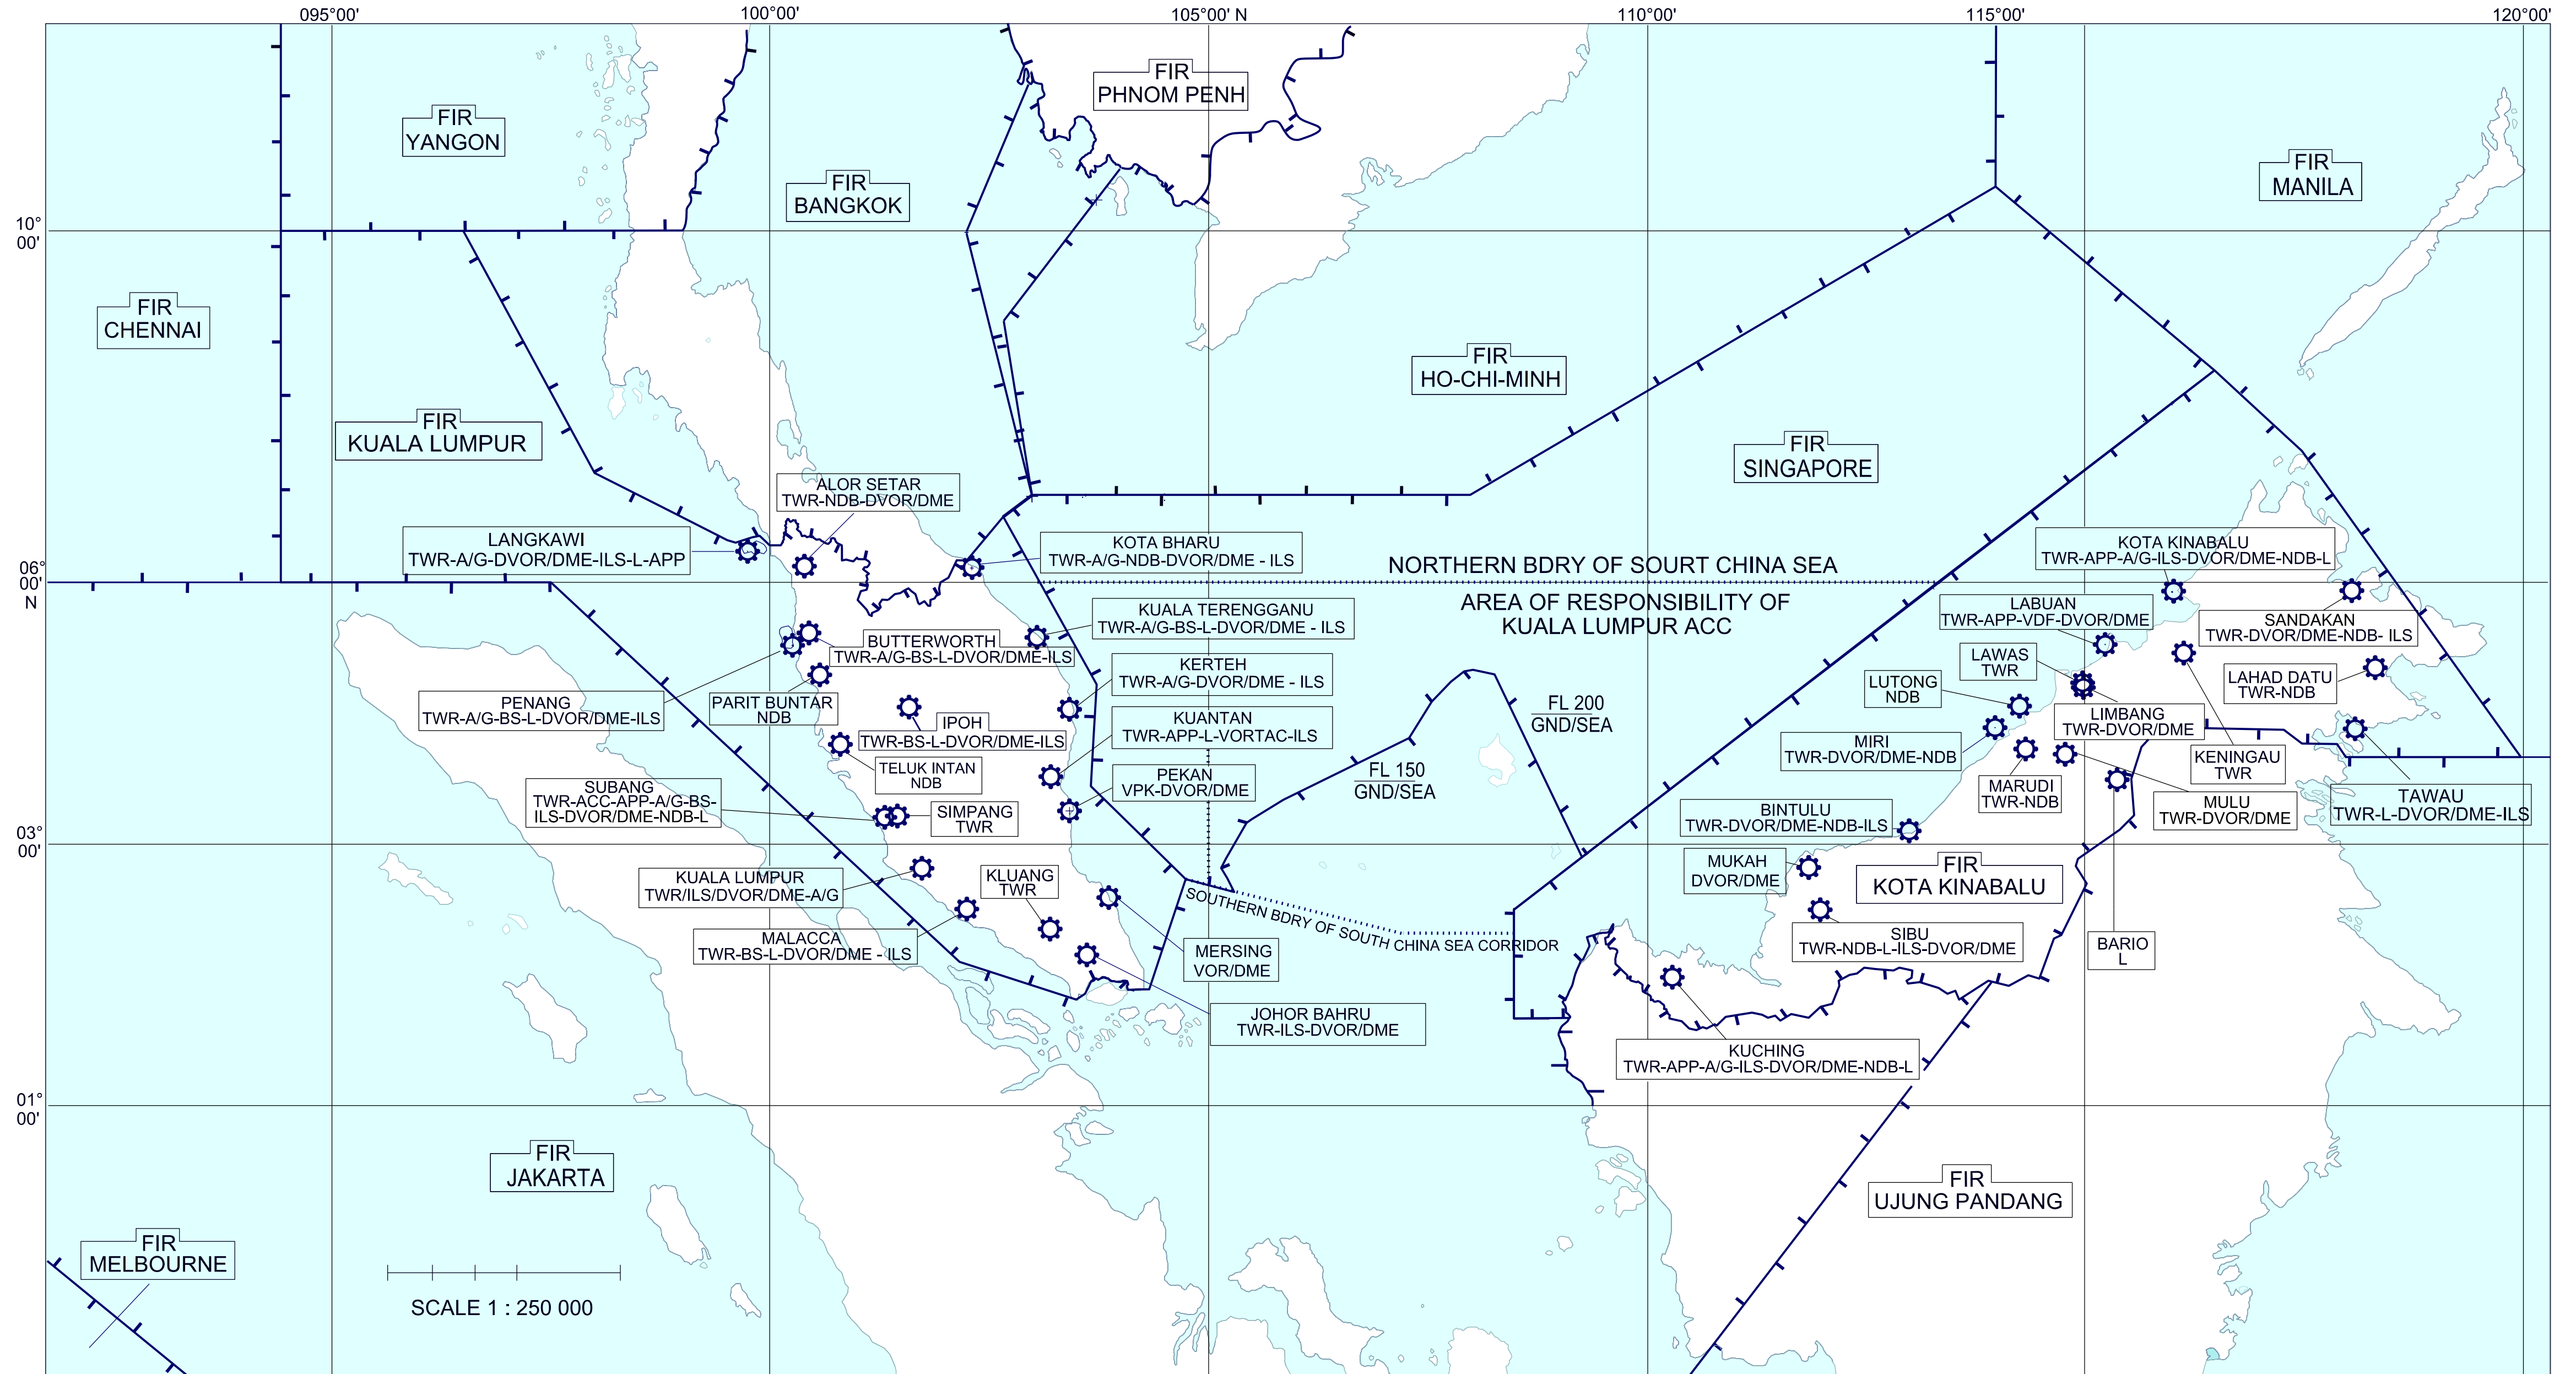 095°00'
100°00'
105°00' N
110°00'
115°00'
120°00'
FIR
PHNOM PENH
FIR
YANGON
FIR
BANGKOK
FIR
MANILA
10°
00'
FIR
CHENNAI
FIR
HO-CHI-MINH
FIR
KUALA LUMPUR
FIR
SINGAPORE
ALOR SETAR
TWR-NDB-DVOR/DME
LANGKAWI
TWR-A/G-DVOR/DME-ILS-L-APP
KOTA BHARU
TWR-A/G-NDB-DVOR/DME - ILS
NORTHERN BDRY OF SOURT CHINA SEA
KOTA KINABALU
TWR-APP-A/G-ILS-DVOR/DME-NDB-L
06°
00'
N
AREA OF RESPONSIBILITY OF
KUALA LUMPUR ACC
KUALA TERENGGANU
TWR-A/G-BS-L-DVOR/DME - ILS
LABUAN
TWR-APP-VDF-DVOR/DME
SANDAKAN
TWR-DVOR/DME-NDB- ILS
BUTTERWORTH
TWR-A/G-BS-L-DVOR/DME-ILS
LAWAS
TWR
KERTEH
TWR-A/G-DVOR/DME - ILS
LUTONG
NDB
LAHAD DATU
TWR-NDB
PENANG
TWR-A/G-BS-L-DVOR/DME-ILS
PARIT BUNTAR
NDB
FL 200
GND/SEA
IPOH
TWR-BS-L-DVOR/DME-ILS
KUANTAN
TWR-APP-L-VORTAC-ILS
LIMBANG
TWR-DVOR/DME
MIRI
TWR-DVOR/DME-NDB
KENINGAU
TWR
TELUK INTAN
NDB
PEKAN
VPK-DVOR/DME
FL 150
GND/SEA
MARUDI
TWR-NDB
SUBANG
TWR-ACC-APP-A/G-BS-
ILS-DVOR/DME-NDB-L
SIMPANG
TWR
BINTULU
TWR-DVOR/DME-NDB-ILS
MULU
TWR-DVOR/DME
TAWAU
TWR-L-DVOR/DME-ILS
03°
00'
KUALA LUMPUR
TWR/ILS/DVOR/DME-A/G
KLUANG
TWR
MUKAH
DVOR/DME
FIR
KOTA KINABALU
SOUTHERN BDRY OF SOUTH CHINA SEA CORRIDOR
MALACCA
TWR-BS-L-DVOR/DME - ILS
MERSING
VOR/DME
SIBU
TWR-NDB-L-ILS-DVOR/DME
BARIO
L
JOHOR BAHRU
TWR-ILS-DVOR/DME
KUCHING
TWR-APP-A/G-ILS-DVOR/DME-NDB-L
01°
00'
FIR
JAKARTA
FIR
UJUNG PANDANG
FIR
MELBOURNE
SCALE 1 : 250 000